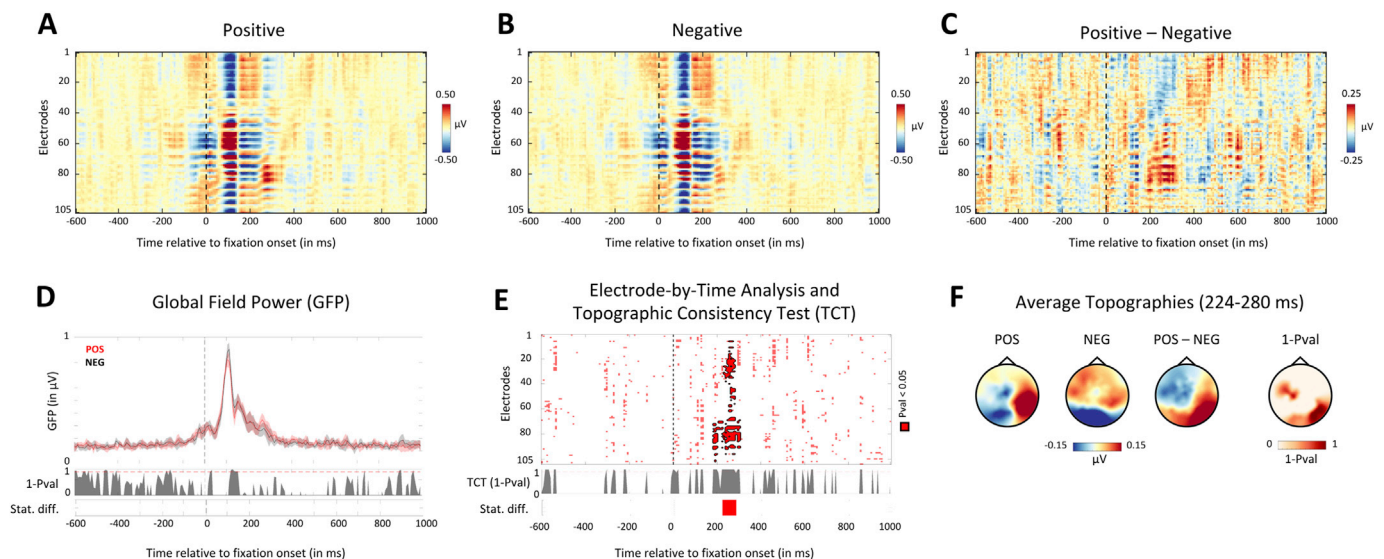 A
Positive
1
20
40
60
80
105
Electrodes
-600 -400 -200 0 200 400 600 800 1000
Time relative to fixation onset (in ms)
0.50
µV
-0.50
B
Negative
1
20
40
60
80
105
Electrodes
-600 -400 -200 0 200 400 600 800 1000
Time relative to fixation onset (in ms)
0.50
µV
-0.50
C
Positive – Negative
1
20
40
60
80
105
Electrodes
-600 -400 -200 0 200 400 600 800 1000
Time relative to fixation onset (in ms)
0.25
µV
-0.25
D
Global Field Power (GFP)
1
POS
NEG
GFP (in µV)
0
1
1-Pval
0
Stat. diff.
-600 -400 -200 0 200 400 600 800 1000
Time relative to fixation onset (in ms)
E
Electrode-by-Time Analysis and
Topographic Consistency Test (TCT)
1
20
40
60
80
105
Electrodes
Pval < 0.05
1
TCT (1-Pval)
0
Stat. diff.
-600 -400 -200 0 200 400 600 800 1000
Time relative to fixation onset (in ms)
F
Average Topographies (224-280 ms)
POS NEG POS – NEG 1-Pval
-0.15 0.15
µV
0 1
1-Pval